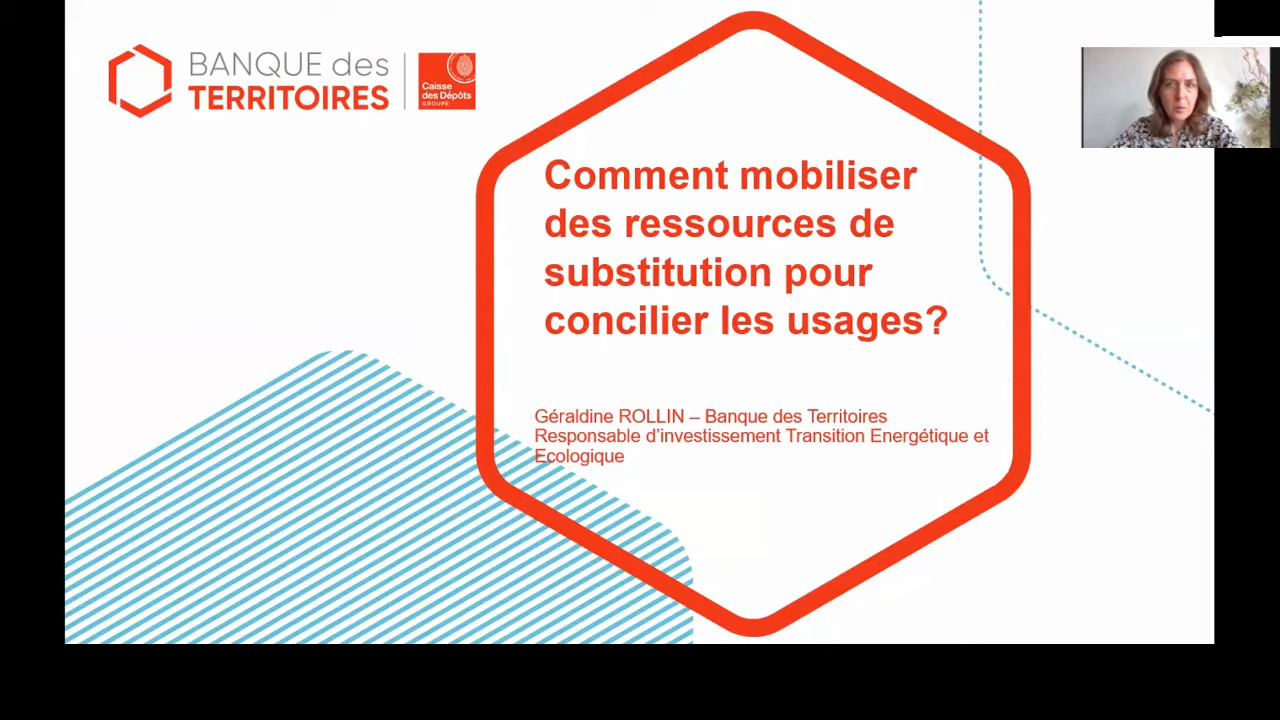 BANQUE des
TERRITOIRES
Caisse
des Dépôts
GROUPE
Comment mobiliser
des ressources de
substitution pour
concilier les usages?
Géraldine ROLLIN – Banque des Territoires
Responsable d'investissement Transition Energétique et
Ecologique